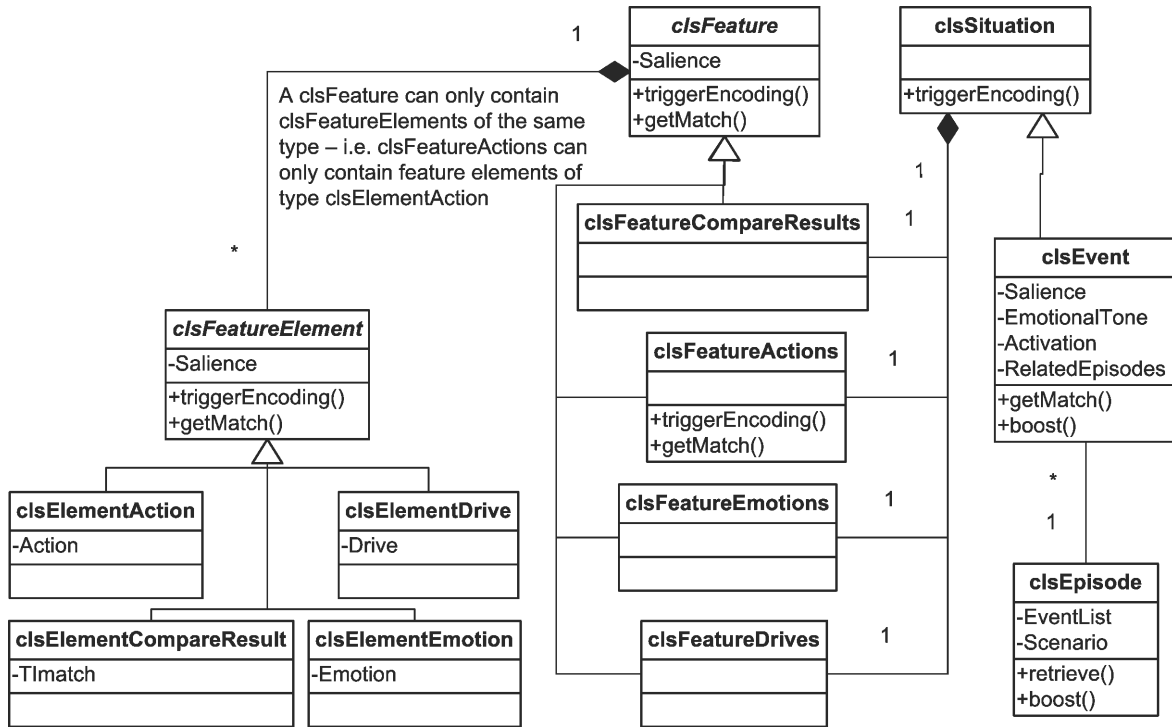 clsFeature
-Salience
+triggerEncoding()
+getMatch()
clsSituation
+triggerEncoding()
1
A clsFeature can only contain
clsFeatureElements of the same
type – i.e. clsFeatureActions can
only contain feature elements of
type clsElementAction
*
1
clsFeatureCompareResults
1
clsEvent
-Salience
-EmotionalTone
-Activation
-RelatedEpisodes
+getMatch()
+boost()
clsFeatureElement
-Salience
+triggerEncoding()
+getMatch()
clsFeatureActions
+triggerEncoding()
+getMatch()
1
clsElementAction
-Action
clsElementDrive
-Drive
clsFeatureEmotions
1
*
1
clsElementCompareResult
-TImatch
clsElementEmotion
-Emotion
clsFeatureDrives
1
clsEpisode
-EventList
-Scenario
+retrieve()
+boost()